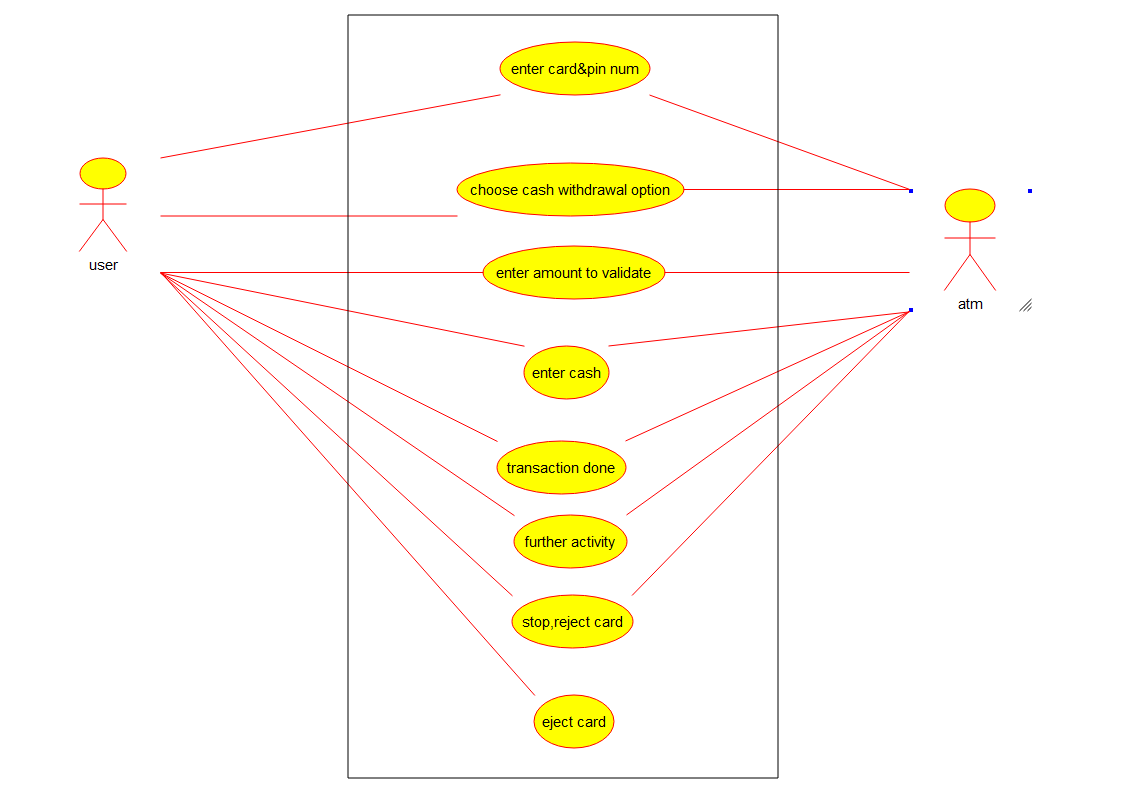 enter card&pin num
choose cash withdrawal option
user
enter amount to validate
atm
enter cash
transaction done
further activity
stop,reject card
eject card